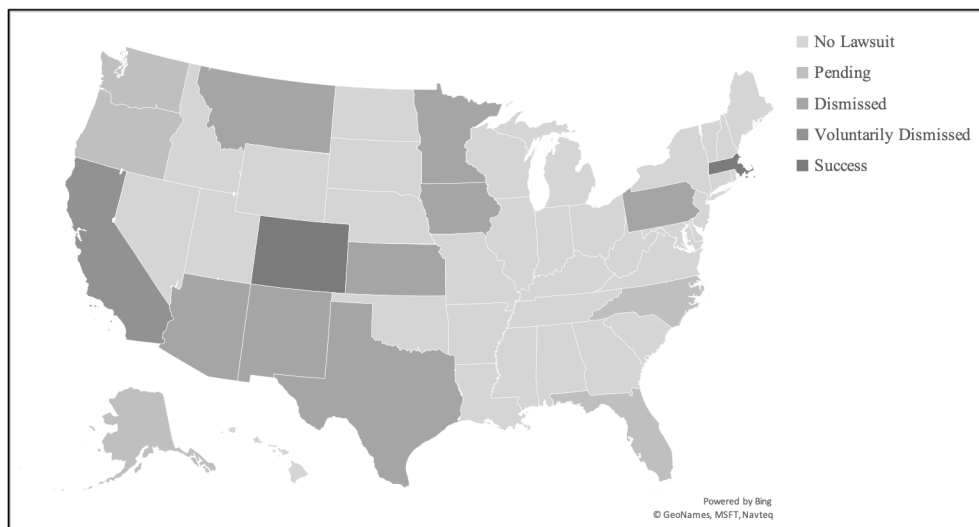 No Lawsuit
Pending
Dismissed
Voluntarily Dismissed
Success
Powered by Bing
© GeoNames, MSFT, Navteq